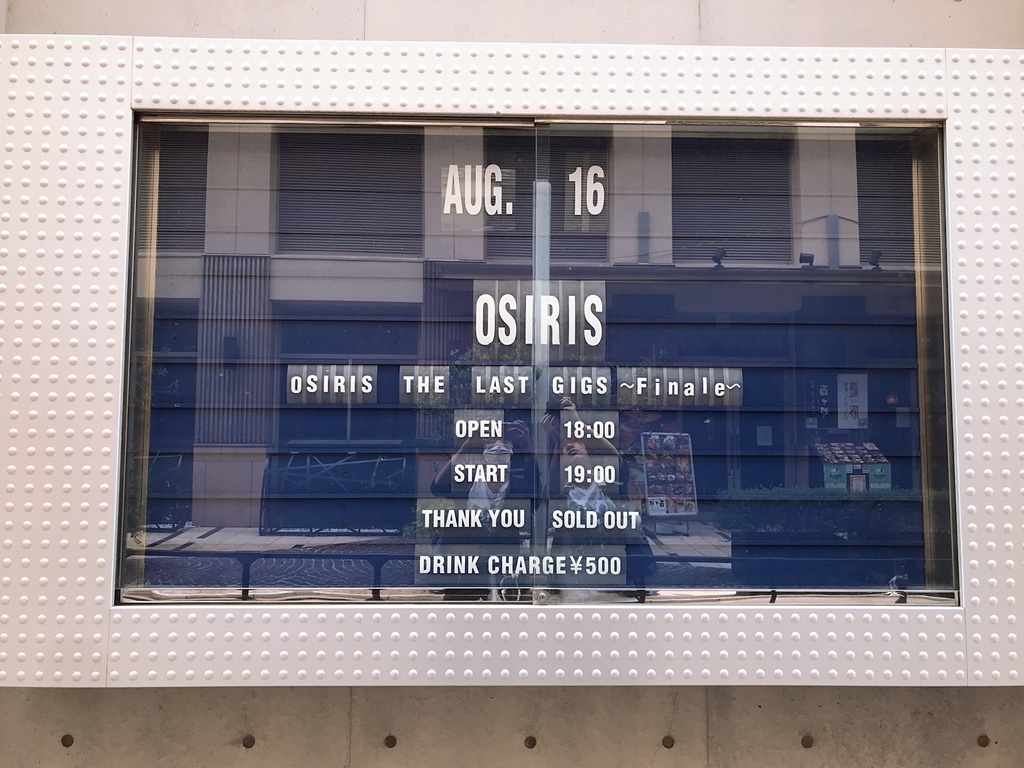 AUG. 16
OSIRIS
OSIRIS THE LAST GIGS ~Finale~
OPEN 18:00
START 19:00
THANK YOU SOLD OUT
DRINK CHARGE ¥500